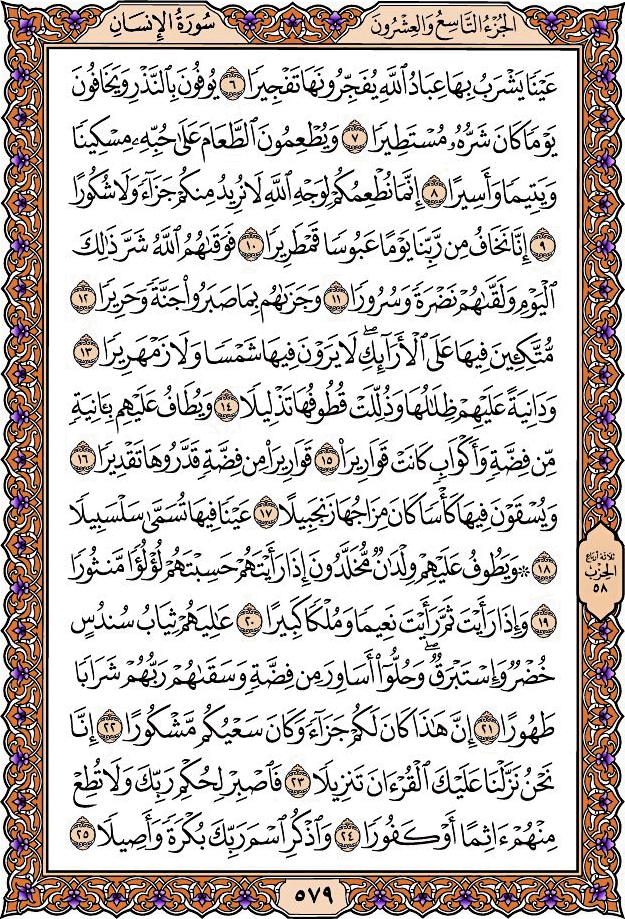 الجُزْءُ التَّاسِعُ وَالعِشْرُونَ
سُورَةُ الإِنسَانِ
عَيْنًا يَشْرَبُ بِهَا عِبَادُ ٱللَّهِ يُفَجِّرُونَهَا تَفْجِيرًا ٦ يُوفُونَ بِٱلنَّذْرِ وَيَخَافُونَ
يَوْمًا كَانَ شَرُّهُۥ مُسْتَطِيرًا ٧ وَيُطْعِمُونَ ٱلطَّعَامَ عَلَىٰ حُبِّهِۦ مِسْكِينًا
وَيَتِيمًا وَأَسِيرًا ٨ إِنَّمَا نُطْعِمُكُمْ لِوَجْهِ ٱللَّهِ لَا نُرِيدُ مِنكُمْ جَزَآءً وَلَا شُكُورًا
٩ إِنَّا نَخَافُ مِن رَّبِّنَا يَوْمًا عَبُوسًا قَمْطَرِيرًا ١٠ فَوَقَىٰهُمُ ٱللَّهُ شَرَّ ذَٰلِكَ
ٱلْيَوْمِ وَلَقَّىٰهُمْ نَضْرَةً وَسُرُورًا ١١ وَجَزَىٰهُم بِمَا صَبَرُوا۟ جَنَّةً وَحَرِيرًا ١٢
مُّتَّكِـِٔينَ فِيهَا عَلَى ٱلْأَرَآئِكِ ۖ لَا يَرَوْنَ فِيهَا شَمْسًا وَلَا زَمْهَرِيرًا ١٣
وَدَانِيَةً عَلَيْهِمْ ظِلَٰلُهَا وَذُلِّلَتْ قُطُوفُهَا تَذْلِيلًا ١٤ وَيُطَافُ عَلَيْهِم بِـَٔانِيَةٍ
مِّن فِضَّةٍ وَأَكْوَابٍ كَانَتْ قَوَارِيرَا۠ ١٥ قَوَارِيرَا۟ مِن فِضَّةٍ قَدَّرُوهَا تَقْدِيرًا ١٦
وَيُسْقَوْنَ فِيهَا كَأْسًا كَانَ مِزَاجُهَا زَنجَبِيلًا ١٧ عَيْنًا فِيهَا تُسَمَّىٰ سَلْسَبِيلًا
١٨ ۞ وَيَطُوفُ عَلَيْهِمْ وِلْدَٰنٌ مُّخَلَّدُونَ إِذَا رَأَيْتَهُمْ حَسِبْتَهُمْ لُؤْلُؤًا مَّنثُورًا
١٩ وَإِذَا رَأَيْتَ ثَمَّ رَأَيْتَ نَعِيمًا وَمُلْكًا كَبِيرًا ٢٠ عَٰلِيَهُمْ ثِيَابُ سُندُسٍ
خُضْرٌ وَإِسْتَبْرَقٌ ۖ وَحُلُّوٓا۟ أَسَاوِرَ مِن فِضَّةٍ وَسَقَىٰهُمْ رَبُّهُمْ شَرَابًا
طَهُورًا ٢١ إِنَّ هَٰذَا كَانَ لَكُمْ جَزَآءً وَكَانَ سَعْيُكُم مَّشْكُورًا ٢٢ إِنَّا
نَحْنُ نَزَّلْنَا عَلَيْكَ ٱلْقُرْءَانَ تَنزِيلًا ٢٣ فَٱصْبِرْ لِحُكْمِ رَبِّكَ وَلَا تُطِعْ
مِنْهُمْ ءَاثِمًا أَوْ كَفُورًا ٢٤ وَٱذْكُرِ ٱسْمَ رَبِّكَ بُكْرَةً وَأَصِيلًا ٢٥
ثلاثة أرباع
الحِزْب
٥٨
٥٧٩